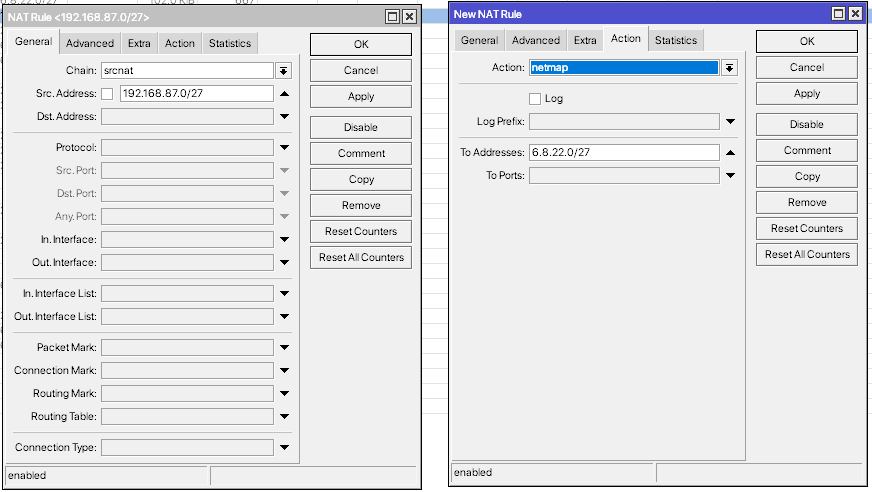 102.0 KiB
NAT Rule <192.168.87.0/27>
General Advanced Extra Action Statistics
Chain: srcnat
Src. Address: 192.168.87.0/27
Dst. Address:
Protocol:
Src. Port:
Dst. Port:
Any. Port:
In. Interface:
Out. Interface:
In. Interface List:
Out. Interface List:
Packet Mark:
Connection Mark:
Routing Mark:
Routing Table:
Connection Type:
OK
Cancel
Apply
Disable
Comment
Copy
Remove
Reset Counters
Reset All Counters
enabled
New NAT Rule
General Advanced Extra Action Statistics
Action: netmap
Log
Log Prefix:
To Addresses: 6.8.22.0/27
To Ports:
OK
Cancel
Apply
Disable
Comment
Copy
Remove
Reset Counters
Reset All Counters
enabled